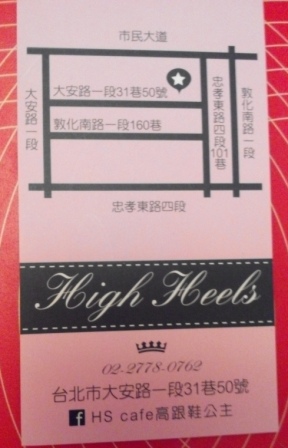 市民大道
大安路一段31巷50號
敦化南路一段160巷
大安路一段
忠孝東路四段101巷
敦化南路一段
忠孝東路四段
High Heels
02-2778-0762
台北市大安路一段31巷50號
f HS cafe高跟鞋公主